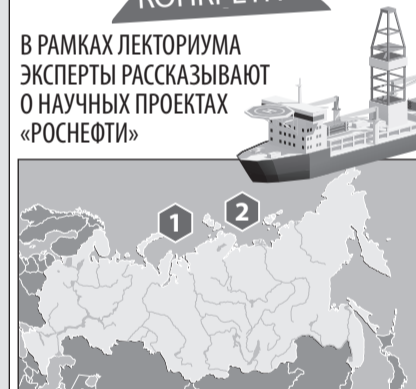 В РАМКАХ ЛЕКТОРИУМА
ЭКСПЕРТЫ РАССКАЗЫВАЮТ
О НАУЧНЫХ ПРОЕКТАХ
«РОСНЕФТИ»
1 2